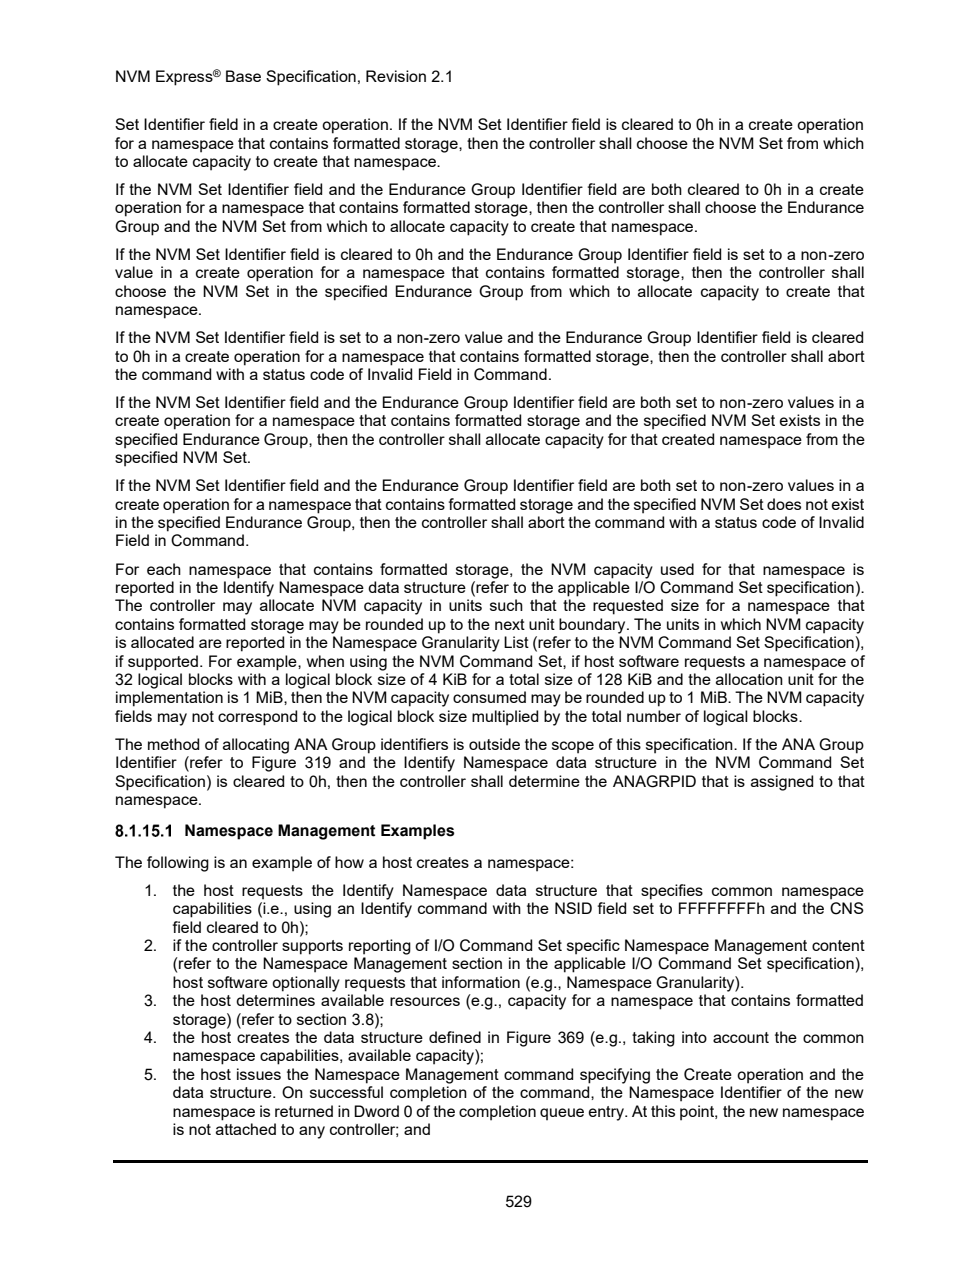 NVM Express® Base Specification, Revision 2.1
Set Identifier field in a create operation. If the NVM Set Identifier field is cleared to 0h in a create operation
for a namespace that contains formatted storage, then the controller shall choose the NVM Set from which
to allocate capacity to create that namespace.
If the NVM Set Identifier field and the Endurance Group Identifier field are both cleared to 0h in a create
operation for a namespace that contains formatted storage, then the controller shall choose the Endurance
Group and the NVM Set from which to allocate capacity to create that namespace.
If the NVM Set Identifier field is cleared to 0h and the Endurance Group Identifier field is set to a non-zero
value in a create operation for a namespace that contains formatted storage, then the controller shall
choose the NVM Set in the specified Endurance Group from which to allocate capacity to create that
namespace.
If the NVM Set Identifier field is set to a non-zero value and the Endurance Group Identifier field is cleared
to 0h in a create operation for a namespace that contains formatted storage, then the controller shall abort
the command with a status code of Invalid Field in Command.
If the NVM Set Identifier field and the Endurance Group Identifier field are both set to non-zero values in a
create operation for a namespace that contains formatted storage and the specified NVM Set exists in the
specified Endurance Group, then the controller shall allocate capacity for that created namespace from the
specified NVM Set.
If the NVM Set Identifier field and the Endurance Group Identifier field are both set to non-zero values in a
create operation for a namespace that contains formatted storage and the specified NVM Set does not exist
in the specified Endurance Group, then the controller shall abort the command with a status code of Invalid
Field in Command.
For each namespace that contains formatted storage, the NVM capacity used for that namespace is
reported in the Identify Namespace data structure (refer to the applicable I/O Command Set specification).
The controller may allocate NVM capacity in units such that the requested size for a namespace that
contains formatted storage may be rounded up to the next unit boundary. The units in which NVM capacity
is allocated are reported in the Namespace Granularity List (refer to the NVM Command Set Specification),
if supported. For example, when using the NVM Command Set, if host software requests a namespace of
32 logical blocks with a logical block size of 4 KiB for a total size of 128 KiB and the allocation unit for the
implementation is 1 MiB, then the NVM capacity consumed may be rounded up to 1 MiB. The NVM capacity
fields may not correspond to the logical block size multiplied by the total number of logical blocks.
The method of allocating ANA Group identifiers is outside the scope of this specification. If the ANA Group
Identifier (refer to Figure 319 and the Identify Namespace data structure in the NVM Command Set
Specification) is cleared to 0h, then the controller shall determine the ANAGRPID that is assigned to that
namespace.
8.1.15.1 Namespace Management Examples
The following is an example of how a host creates a namespace:
1. the host requests the Identify Namespace data structure that specifies common namespace
capabilities (i.e., using an Identify command with the NSID field set to FFFFFFFFh and the CNS
field cleared to 0h);
2. if the controller supports reporting of I/O Command Set specific Namespace Management content
(refer to the Namespace Management section in the applicable I/O Command Set specification),
host software optionally requests that information (e.g., Namespace Granularity).
3. the host determines available resources (e.g., capacity for a namespace that contains formatted
storage) (refer to section 3.8);
4. the host creates the data structure defined in Figure 369 (e.g., taking into account the common
namespace capabilities, available capacity);
5. the host issues the Namespace Management command specifying the Create operation and the
data structure. On successful completion of the command, the Namespace Identifier of the new
namespace is returned in Dword 0 of the completion queue entry. At this point, the new namespace
is not attached to any controller; and
529